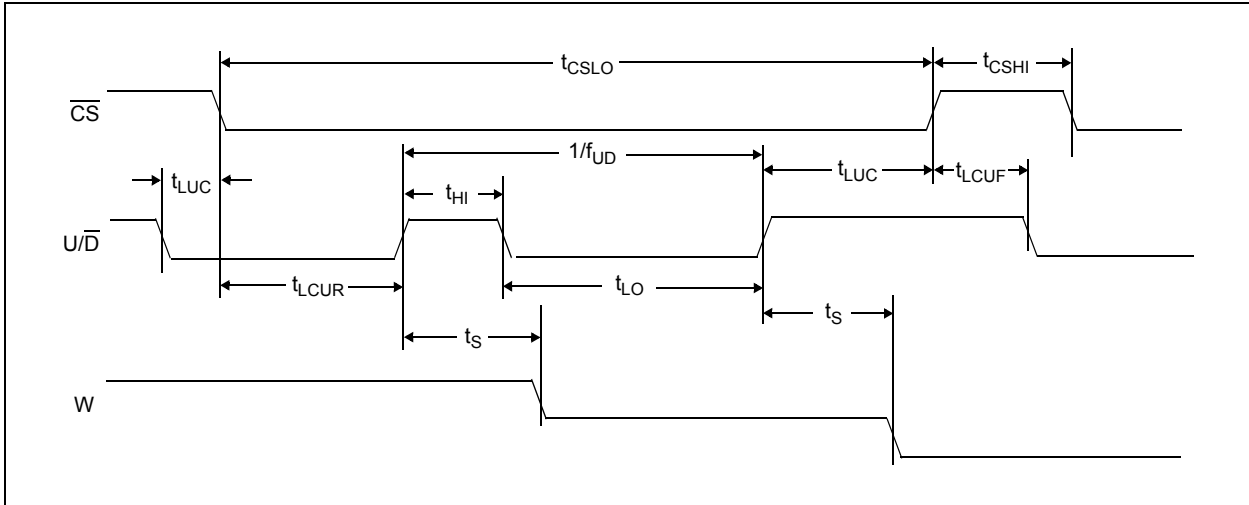 tCSLO
tCSHI
CS
1/fUD
tLUC
tLUC
tLCUF
tHI
U/D
tLCUR
tLO
tS
tS
W